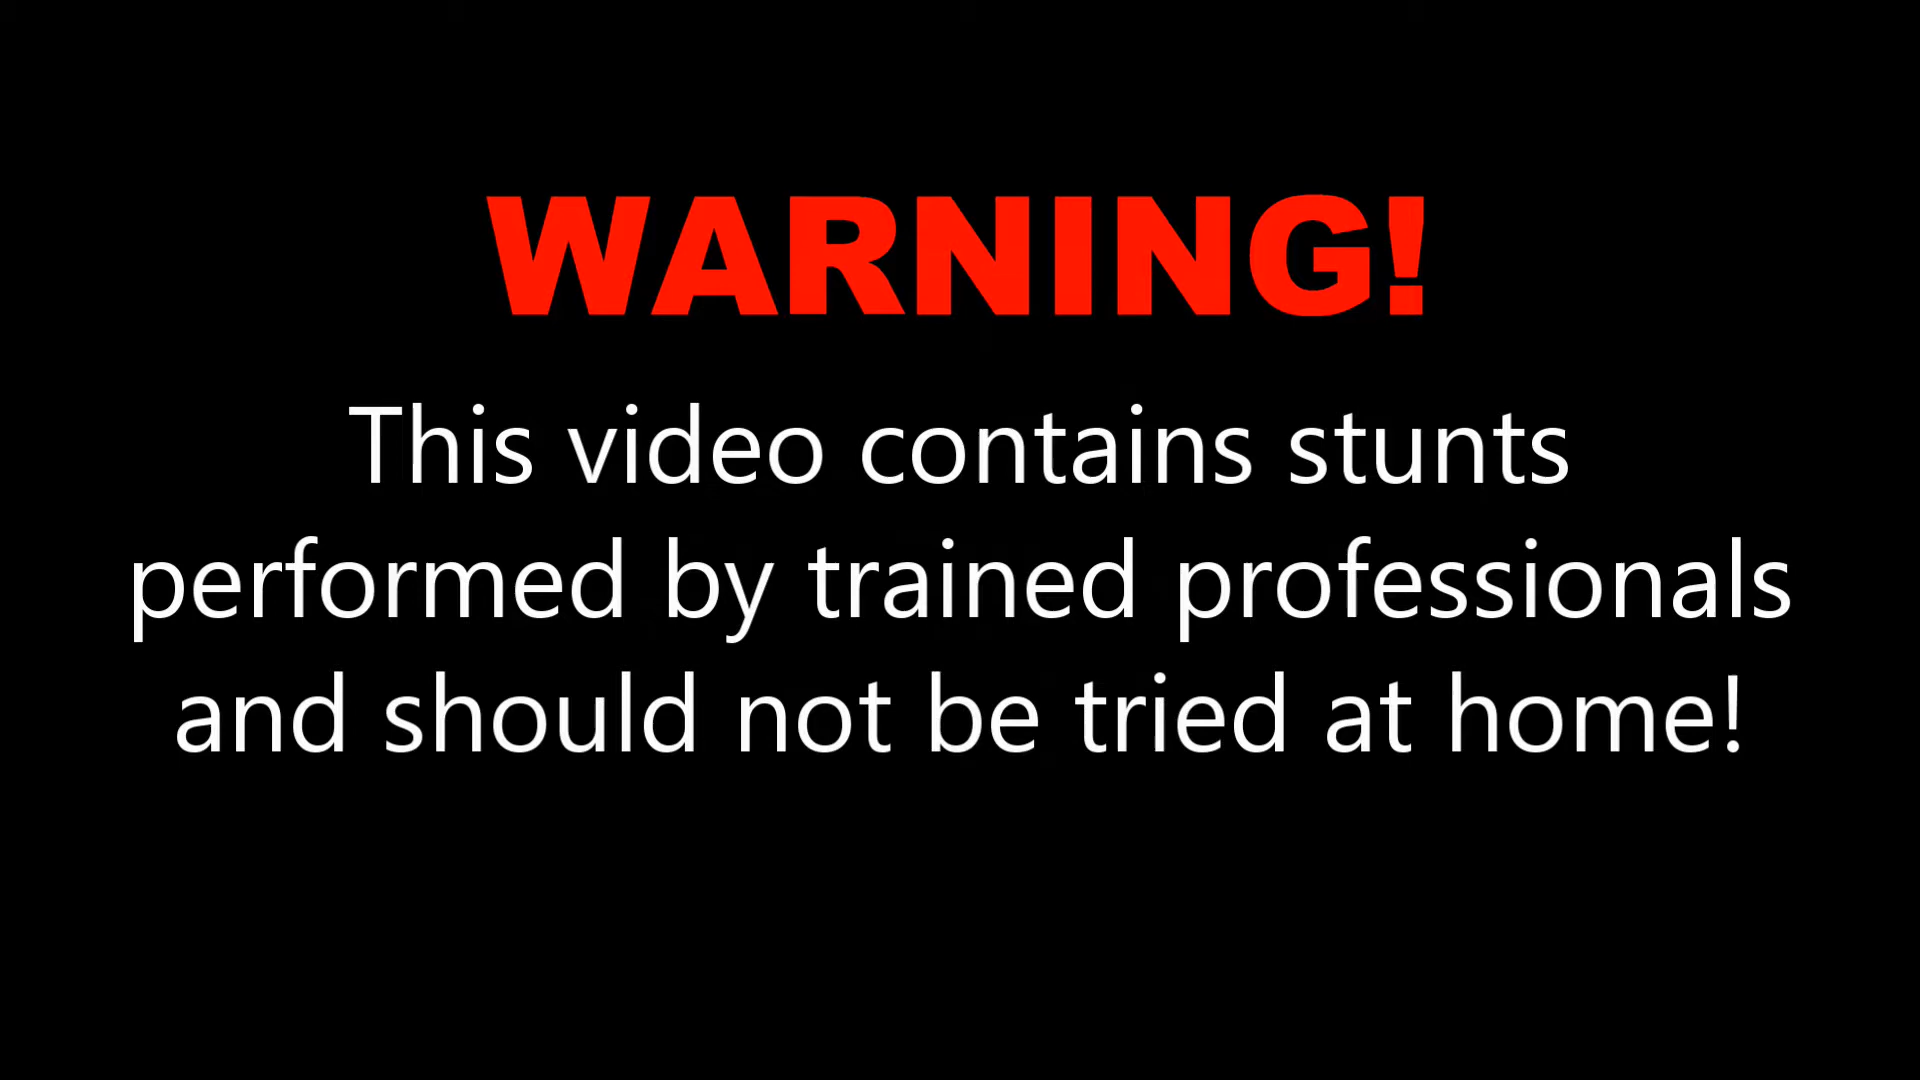 WARNING!
This video contains stunts
performed by trained professionals
and should not be tried at home!